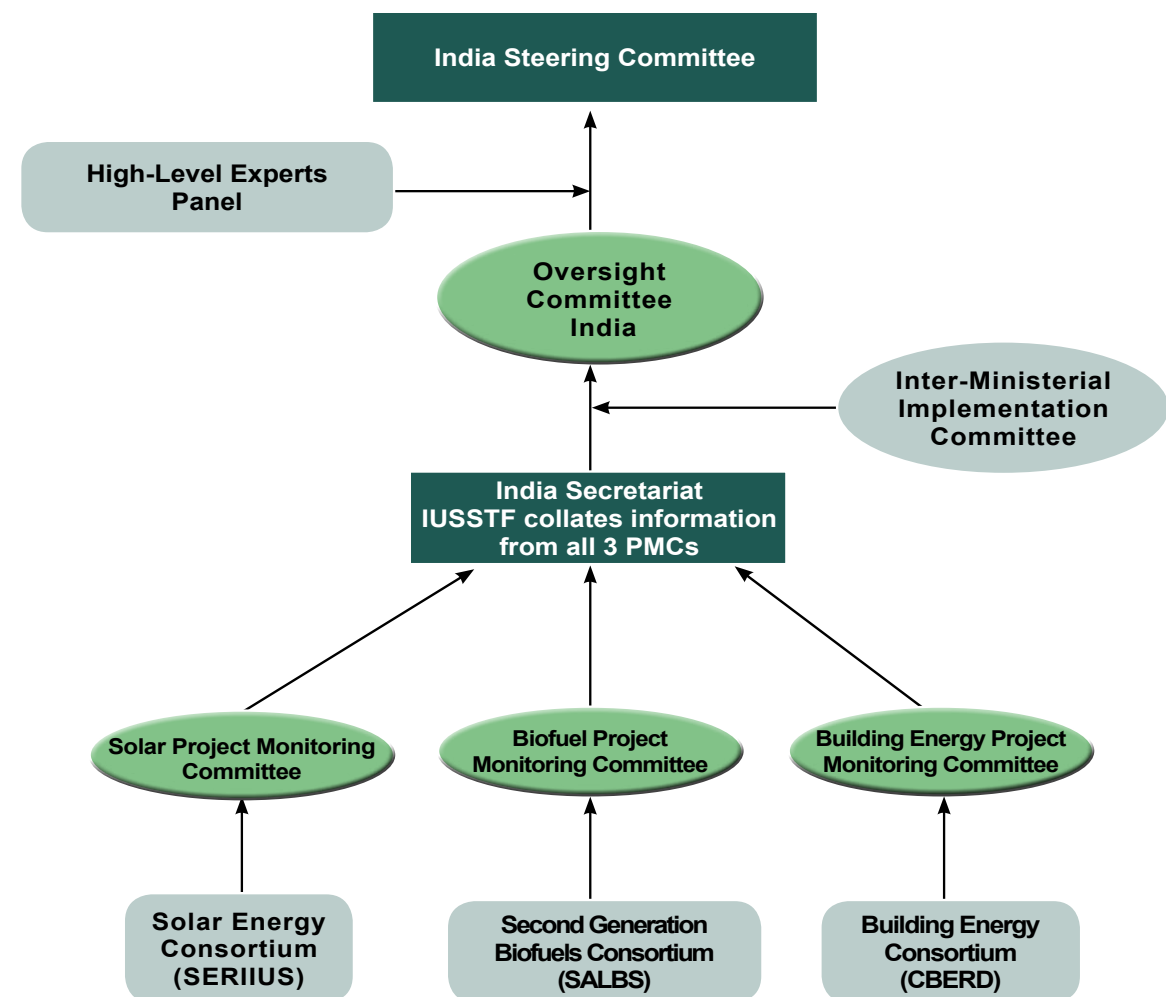 India Steering Committee
High-Level Experts
Panel
Oversight
Committee
India
Inter-Ministerial
Implementation
Committee
India Secretariat
IUSSTF collates information
from all 3 PMCs
Solar Project Monitoring
Committee
Biofuel Project
Monitoring Committee
Building Energy Project
Monitoring Committee
Solar Energy
Consortium
(SERIIUS)
Second Generation
Biofuels Consortium
(SALBS)
Building Energy
Consortium
(CBERD)